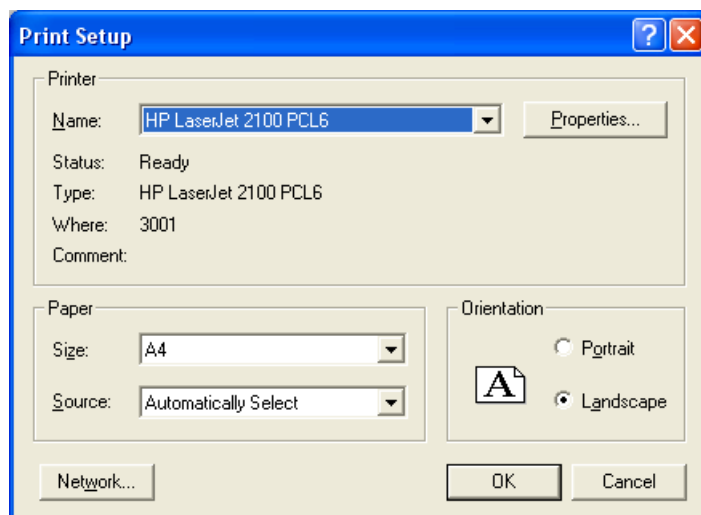 Print Setup
Printer
Name: HP LaserJet 2100 PCL6 Properties...
Status: Ready
Type: HP LaserJet 2100 PCL6
Where: 3001
Comment:
Paper
Size: A4
Source: Automatically Select
Orientation
Portrait
A
Landscape
Network... OK Cancel